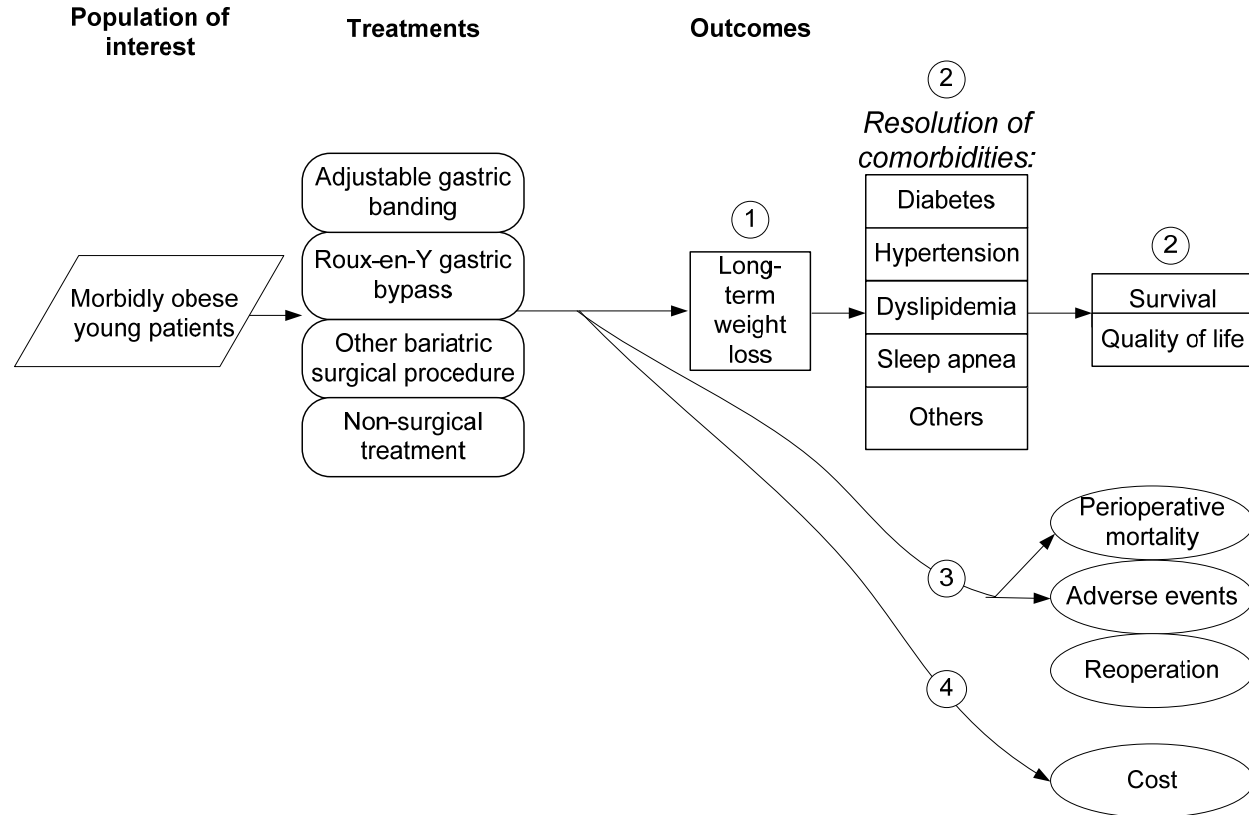 Population of
interest
Treatments
Outcomes
Morbidly obese
young patients
Adjustable gastric
banding
Roux-en-Y gastric
bypass
Other bariatric
surgical procedure
Non-surgical
treatment
1
Long-
term
weight
loss
2
Resolution of
comorbidities:
Diabetes
Hypertension
Dyslipidemia
Sleep apnea
Others
2
Survival
Quality of life
3
Perioperative
mortality
Adverse events
Reoperation
4
Cost